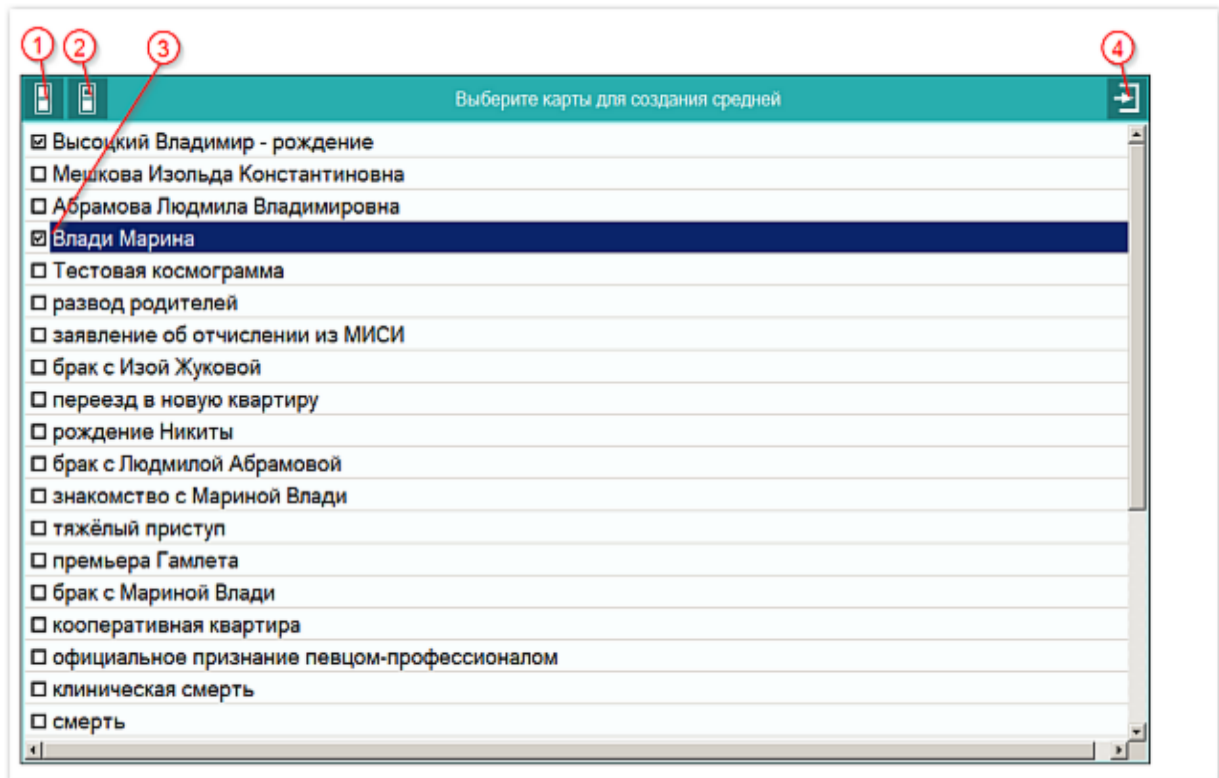 1 2 3 4
Выберите карты для создания средней
Высоцкий Владимир - рождение
Мешкова Изольда Константиновна
Абрамова Людмила Владимировна
Влади Марина
Тестовая космограмма
развод родителей
заявление об отчислении из МИСИ
брак с Изой Жуковой
переезд в новую квартиру
рождение Никиты
брак с Людмилой Абрамовой
знакомство с Мариной Влади
тяжёлый приступ
премьера Гамлета
брак с Мариной Влади
кооперативная квартира
официальное признание певцом-профессионалом
клиническая смерть
смерть